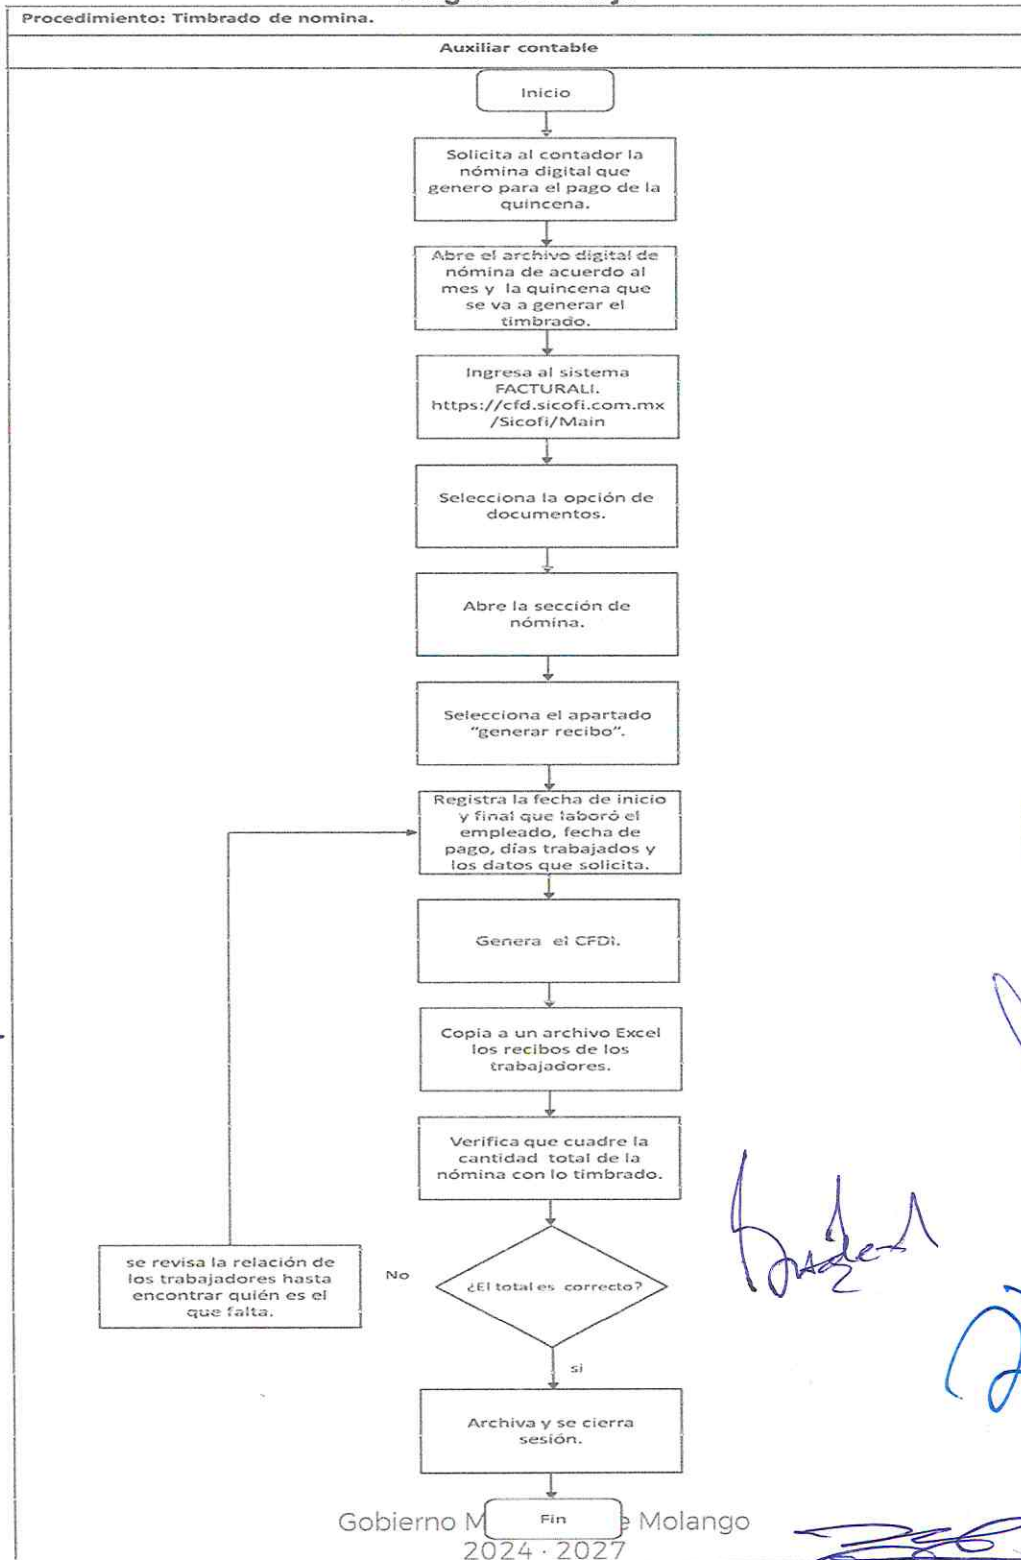 Procedimiento: Timbrado de nomina.
Auxiliar contable
Inicio
Solicita al contador la
nómina digital que
genero para el pago de la
quincena.
Abre el archivo digital de
nómina de acuerdo al
mes y la quincena que
se va a generar el
timbrado.
Ingresa al sistema
FACTURALI.
https://cfd.sicofi.com.mx
/Sicofi/Main
Selecciona la opción de
documentos.
Abre la sección de
nómina.
Selecciona el apartado
"generar recibo".
Registra la fecha de inicio
y final que laboró el
empleado, fecha de
pago, días trabajados y
los datos que solicita.
Genera el CFDi.
Copia a un archivo Excel
los recibos de los
trabajadores.
Verifica que cuadre la
cantidad total de la
nómina con lo timbrado.
¿El total es correcto?
No
se revisa la relación de
los trabajadores hasta
encontrar quién es el
que falta.
si
Archiva y se cierra
sesión.
Fin
Gobierno M e Molango
2024 · 2027